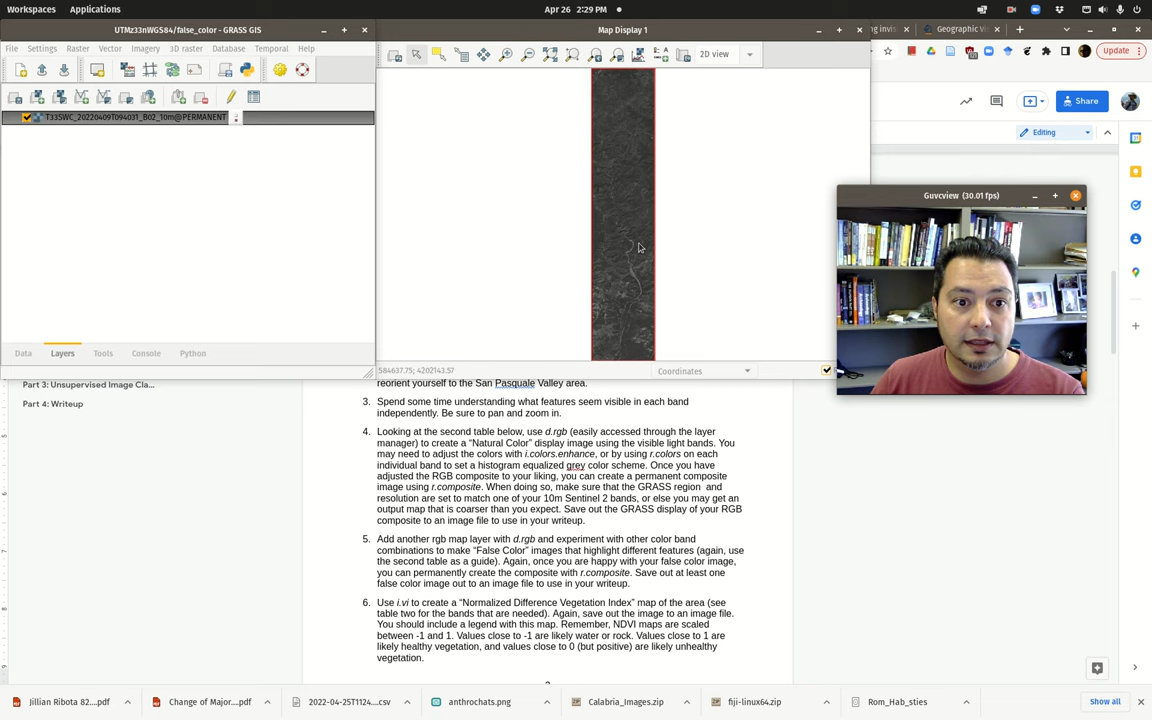 Workspaces Applications Apr 26 2:29 PM
UTMz33nWGS84/false_color - GRASS GIS
Map Display 1
Geographic vi
File Settings Raster Vector Imagery 3D raster Database Temporal Help
2D view
Update
Share
T33SWC_20220409T094031_B02_10m@PERMANENT
Editing
Guvcview (30.01 fps)
Data Layers Tools Console Python
584637.75; 4202143.57
Coordinates
Part 3: Unsupervised Image Cla...
Part 4: Writeup
reorient yourself to the San Pasquale Valley area.
3. Spend some time understanding what features seem visible in each band
independently. Be sure to pan and zoom in.
4. Looking at the second table below, use d.rgb (easily accessed through the layer
manager) to create a “Natural Color” display image using the visible light bands. You
may need to adjust the colors with i.colors.enhance, or by using r.colors on each
individual band to set a histogram equalized grey color scheme. Once you have
adjusted the RGB composite to your liking, you can create a permanent composite
image using r.composite. When doing so, make sure that the GRASS region and
resolution are set to match one of your 10m Sentinel 2 bands, or else you may get an
output map that is coarser than you expect. Save out the GRASS display of your RGB
composite to an image file to use in your writeup.
5. Add another rgb map layer with d.rgb and experiment with other color band
combinations to make “False Color” images that highlight different features (again, use
the second table as a guide). Again, once you are happy with your false color image,
you can permanently create the composite with r.composite. Save out at least one
false color image out to an image file to use in your writeup.
6. Use i.vi to create a “Normalized Difference Vegetation Index” map of the area (see
table two for the bands that are needed). Again, save out the image to an image file.
You should include a legend with this map. Remember, NDVI maps are scaled
between -1 and 1. Values close to -1 are likely water or rock. Values close to 1 are
likely healthy vegetation, and values close to 0 (but positive) are likely unhealthy
vegetation.
Jillian Ribota 82....pdf
Change of Major....pdf
2022-04-25T1124....csv
anthrochats.png
Calabria_Images.zip
fiji-linux64.zip
Rom_Hab_sties
Show all